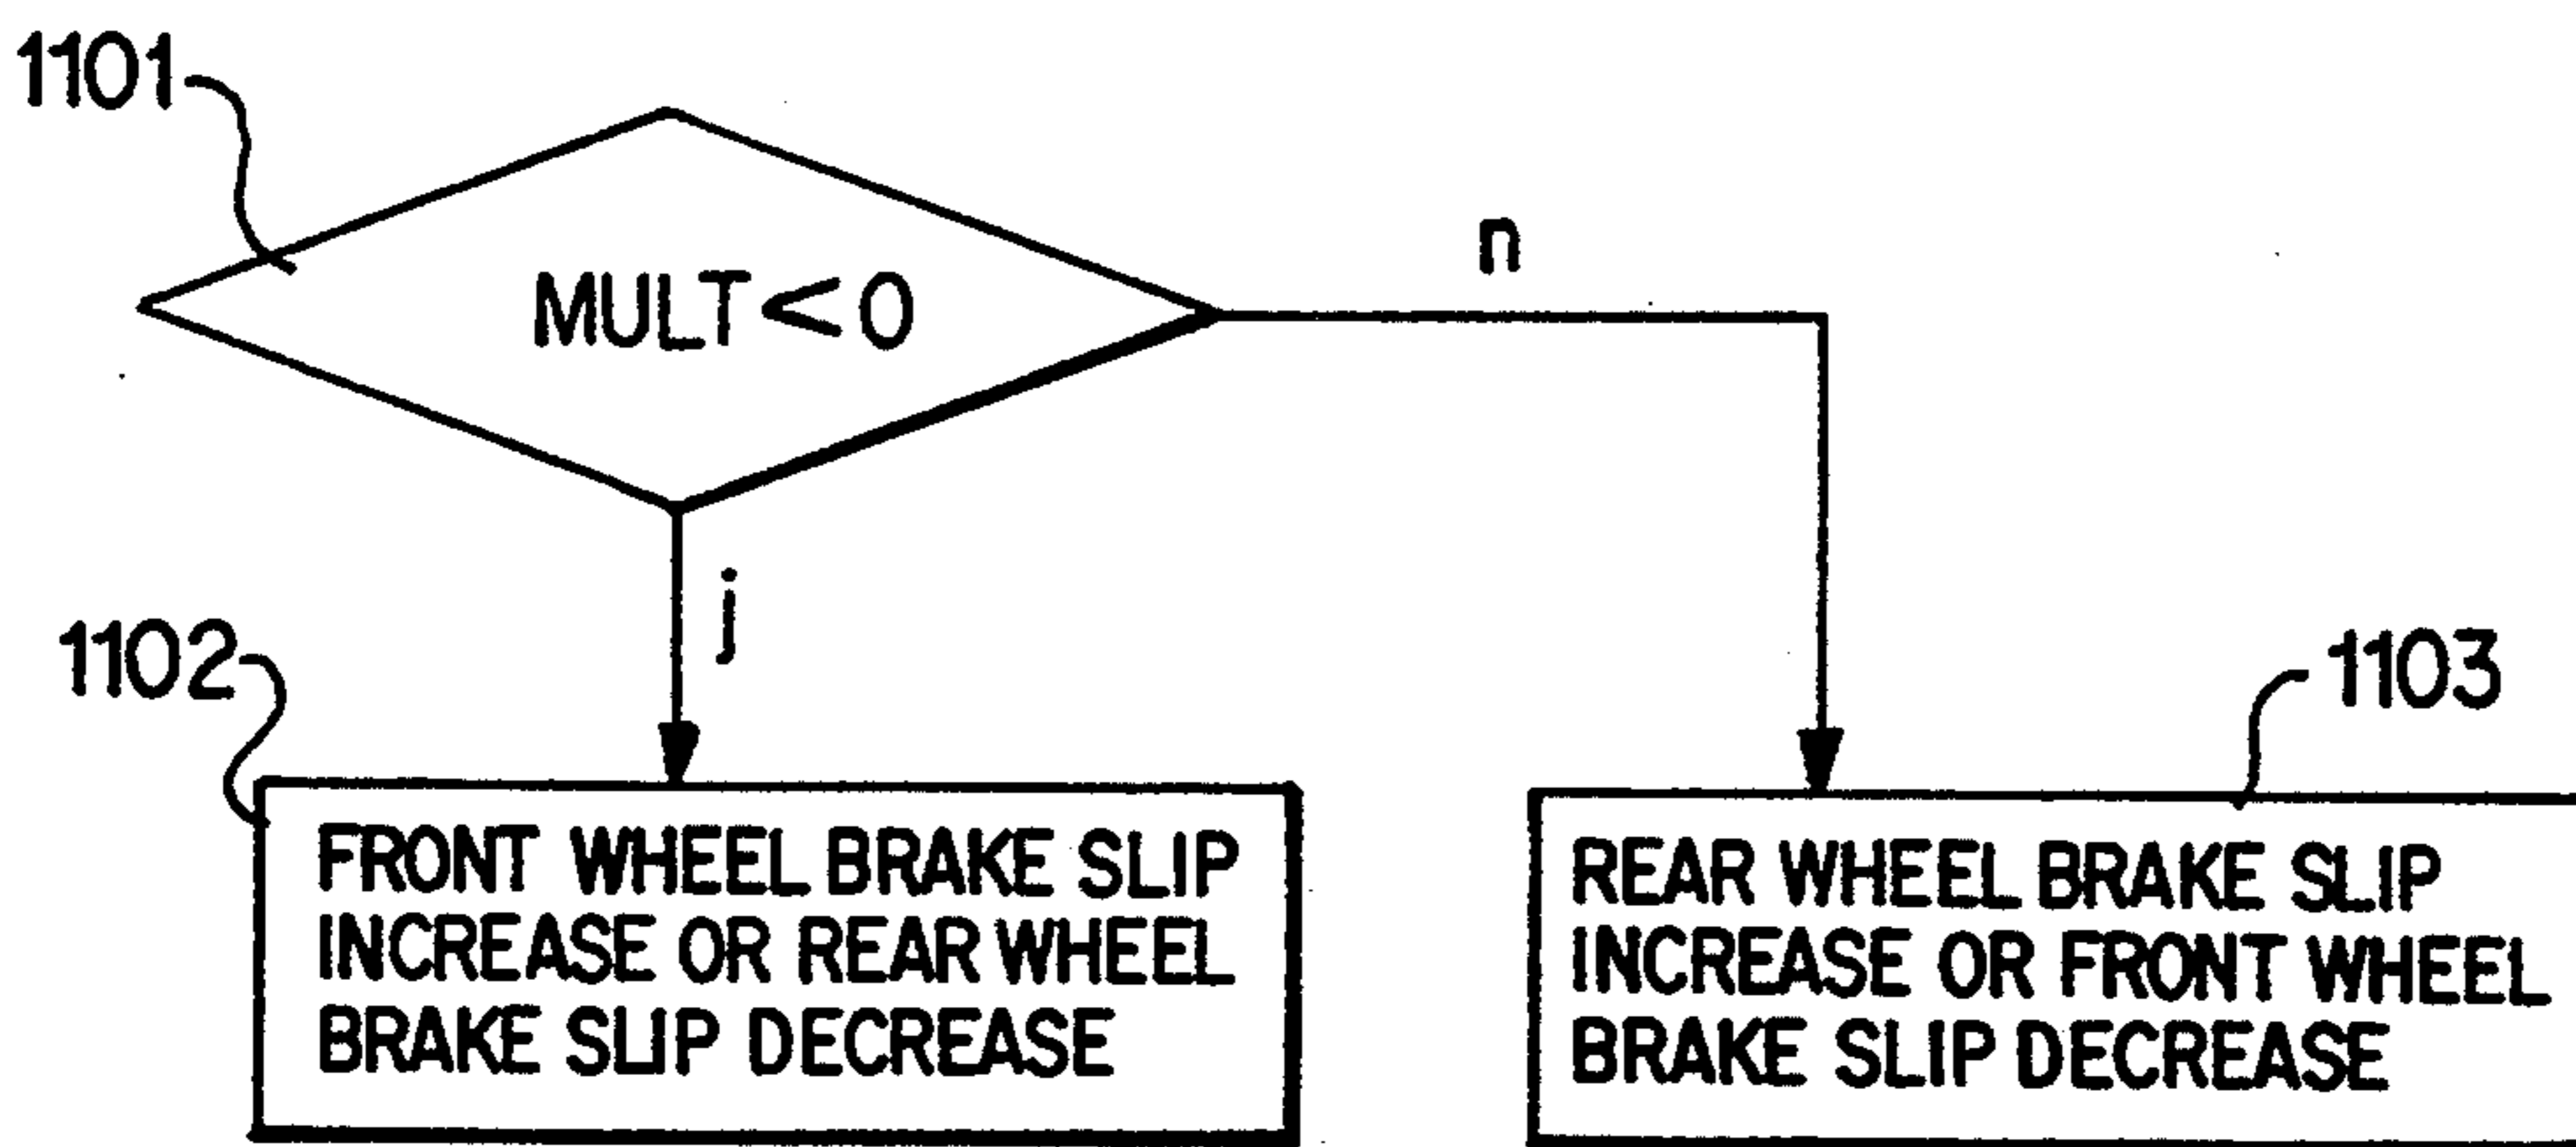 1101
MULT<0
n
j
1102
1103
FRONT WHEEL BRAKE SLIP
INCREASE OR REAR WHEEL
BRAKE SLIP DECREASE
REAR WHEEL BRAKE SLIP
INCREASE OR FRONT WHEEL
BRAKE SLIP DECREASE